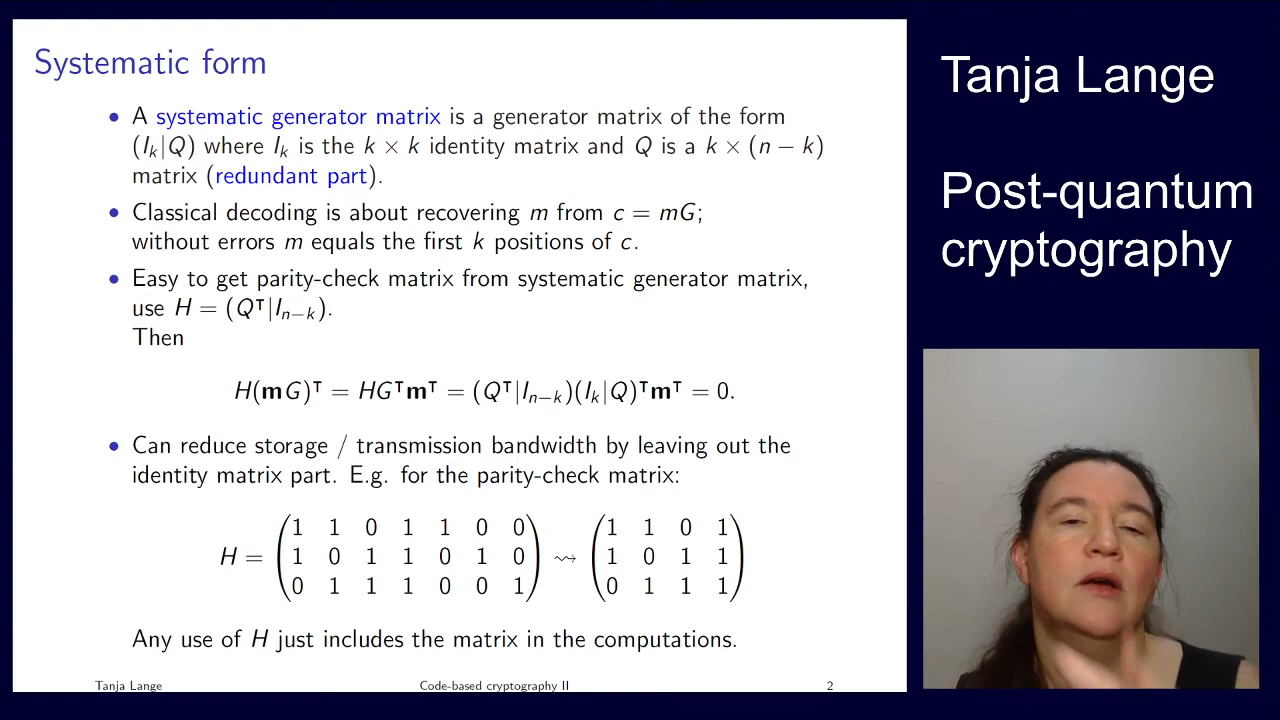 Systematic form
• A systematic generator matrix is a generator matrix of the form
(Iₖ|Q) where Iₖ is the k × k identity matrix and Q is a k × (n − k)
matrix (redundant part).
• Classical decoding is about recovering m from c = mG;
without errors m equals the first k positions of c.
• Easy to get parity-check matrix from systematic generator matrix,
use H = (Qᵀ|Iₙ₋ₖ).
Then
H(mG)ᵀ = HGᵀmᵀ = (Qᵀ|Iₙ₋ₖ)(Iₖ|Q)ᵀmᵀ = 0.
• Can reduce storage / transmission bandwidth by leaving out the
identity matrix part. E.g. for the parity-check matrix:
1 1 0 1 1 0 0 1 1 0 1
H = 1 0 1 1 0 1 0 ⇝ 1 0 1 1
0 1 1 1 0 0 1 0 1 1 1
Any use of H just includes the matrix in the computations.
Tanja Lange Code-based cryptography II 2
Tanja Lange
Post-quantum
cryptography